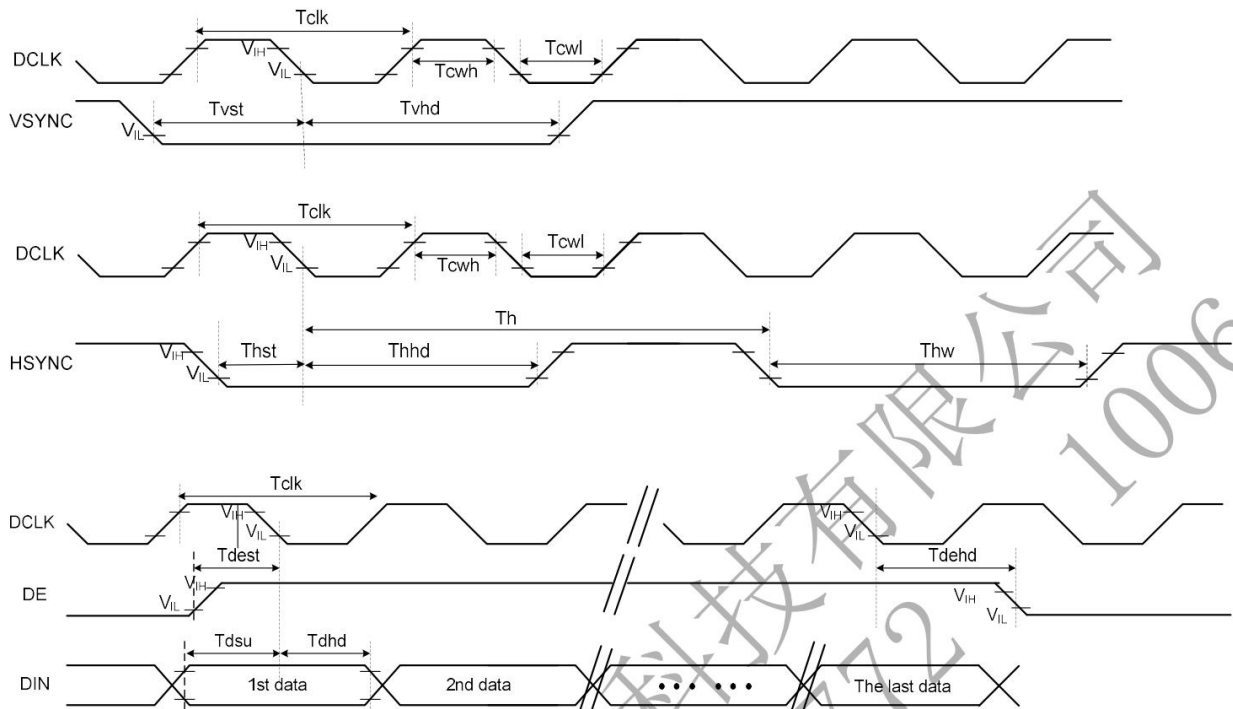 Tclk
DCLK
VIH
VIL
Tcwh
Tcwl
VSYNC
VIL
Tvst
Tvhd
Tclk
DCLK
VIH
VIL
Tcwh
Tcwl
Th
HSYNC
VIH
VIL
Thst
Thhd
Thw
Tclk
DCLK
VIH
VIL
VIH
VIL
Tdest
Tdehd
DE
VIH
VIL
VIH
VIL
Tdsu
Tdhd
DIN
1st data
2nd data
••• •••
The last data
科技有限公司
1006
772